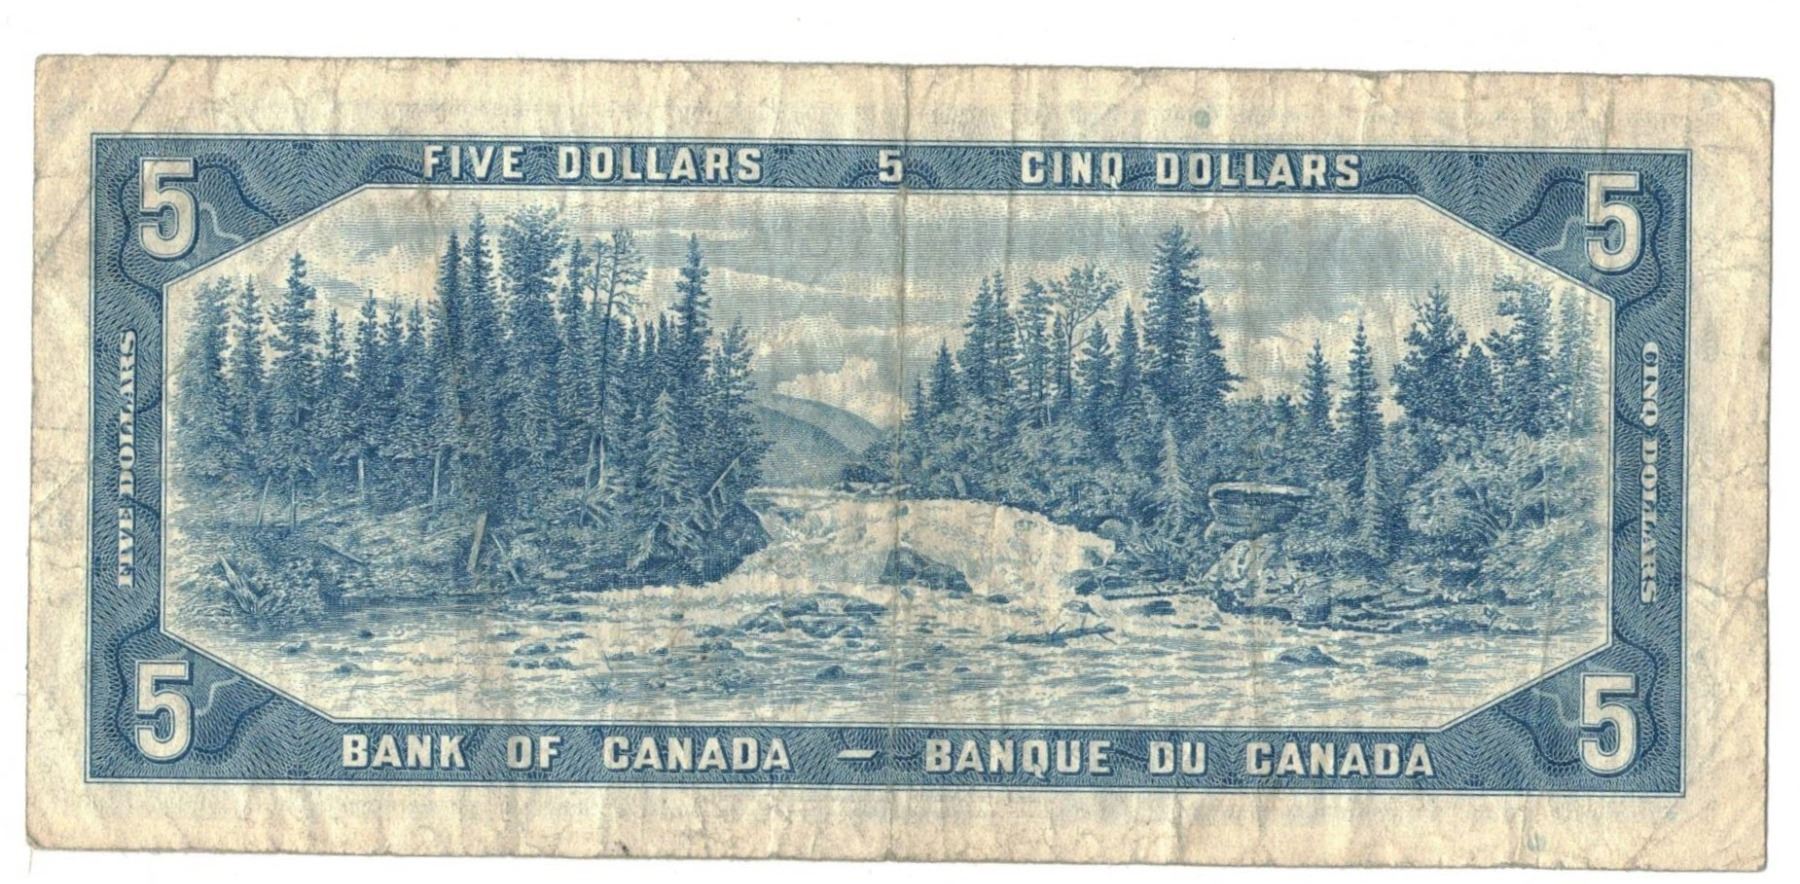 FIVE DOLLARS 5 CINQ DOLLARS
5
5
FIVE DOLLARS
CINQ DOLLARS
5
5
BANK OF CANADA — BANQUE DU CANADA